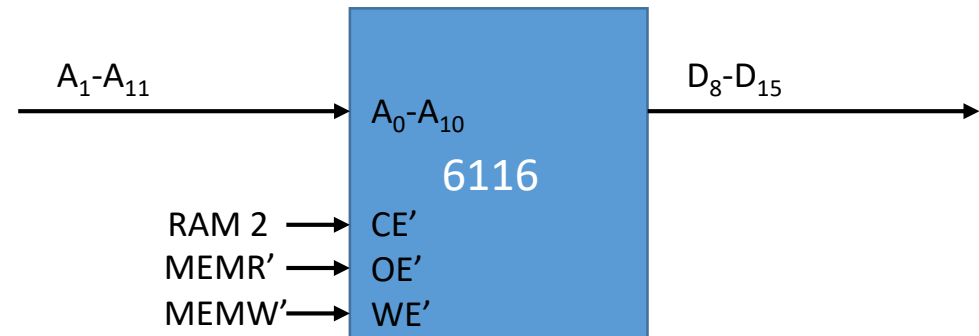 A₁-A₁₁
D₈-D₁₅
A₀-A₁₀
6116
RAM 2
CE’
MEMR’
OE’
MEMW’
WE’